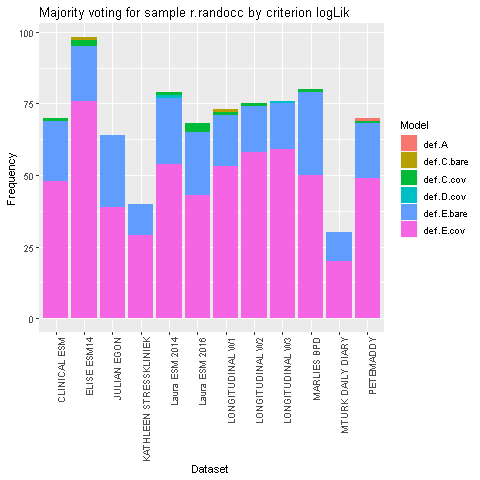 Majority voting for sample r.randocc by criterion logLik
100
75
50
25
0
Frequency
CLINICAL ESM
ELISE ESM14
JULIAN EGON
KATHLEEN STRESSKLINIEK
Laura ESM 2014
Laura ESM 2016
LONGITUDINAL W1
LONGITUDINAL W2
LONGITUDINAL W3
MARLIES BPD
MTURK DAILY DIARY
PETEMADDY
Dataset
Model
def.A
def.C.bare
def.C.cov
def.D.cov
def.E.bare
def.E.cov